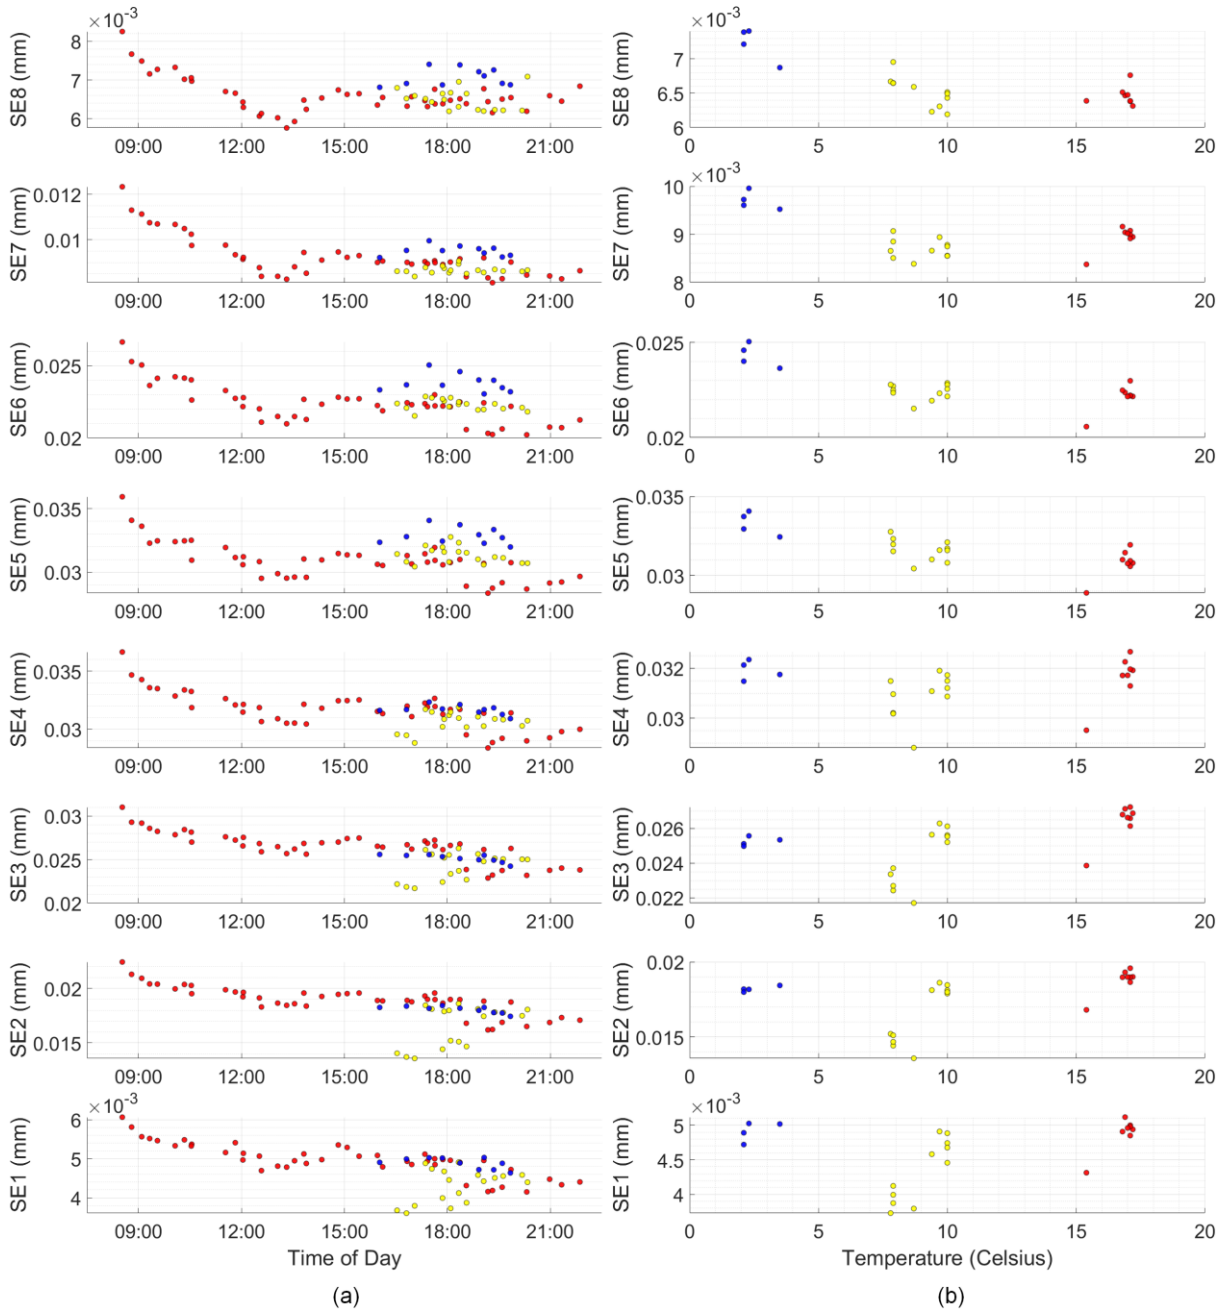 ×10⁻³
8
7
6
SE8 (mm)
09:00 12:00 15:00 18:00 21:00
×10⁻³
7
6.5
6
SE8 (mm)
0 5 10 15 20
0.012
0.01
SE7 (mm)
09:00 12:00 15:00 18:00 21:00
×10⁻³
10
9
8
SE7 (mm)
0 5 10 15 20
0.025
0.02
SE6 (mm)
09:00 12:00 15:00 18:00 21:00
0.025
0.02
SE6 (mm)
0 5 10 15 20
0.035
0.03
SE5 (mm)
09:00 12:00 15:00 18:00 21:00
0.035
0.03
SE5 (mm)
0 5 10 15 20
0.035
0.03
SE4 (mm)
09:00 12:00 15:00 18:00 21:00
0.032
0.03
SE4 (mm)
0 5 10 15 20
0.03
0.025
0.02
SE3 (mm)
09:00 12:00 15:00 18:00 21:00
0.026
0.024
0.022
SE3 (mm)
0 5 10 15 20
0.02
0.015
SE2 (mm)
09:00 12:00 15:00 18:00 21:00
0.02
0.015
SE2 (mm)
0 5 10 15 20
×10⁻³
6
5
4
SE1 (mm)
09:00 12:00 15:00 18:00 21:00
Time of Day
(a)
×10⁻³
5
4.5
4
SE1 (mm)
0 5 10 15 20
Temperature (Celsius)
(b)